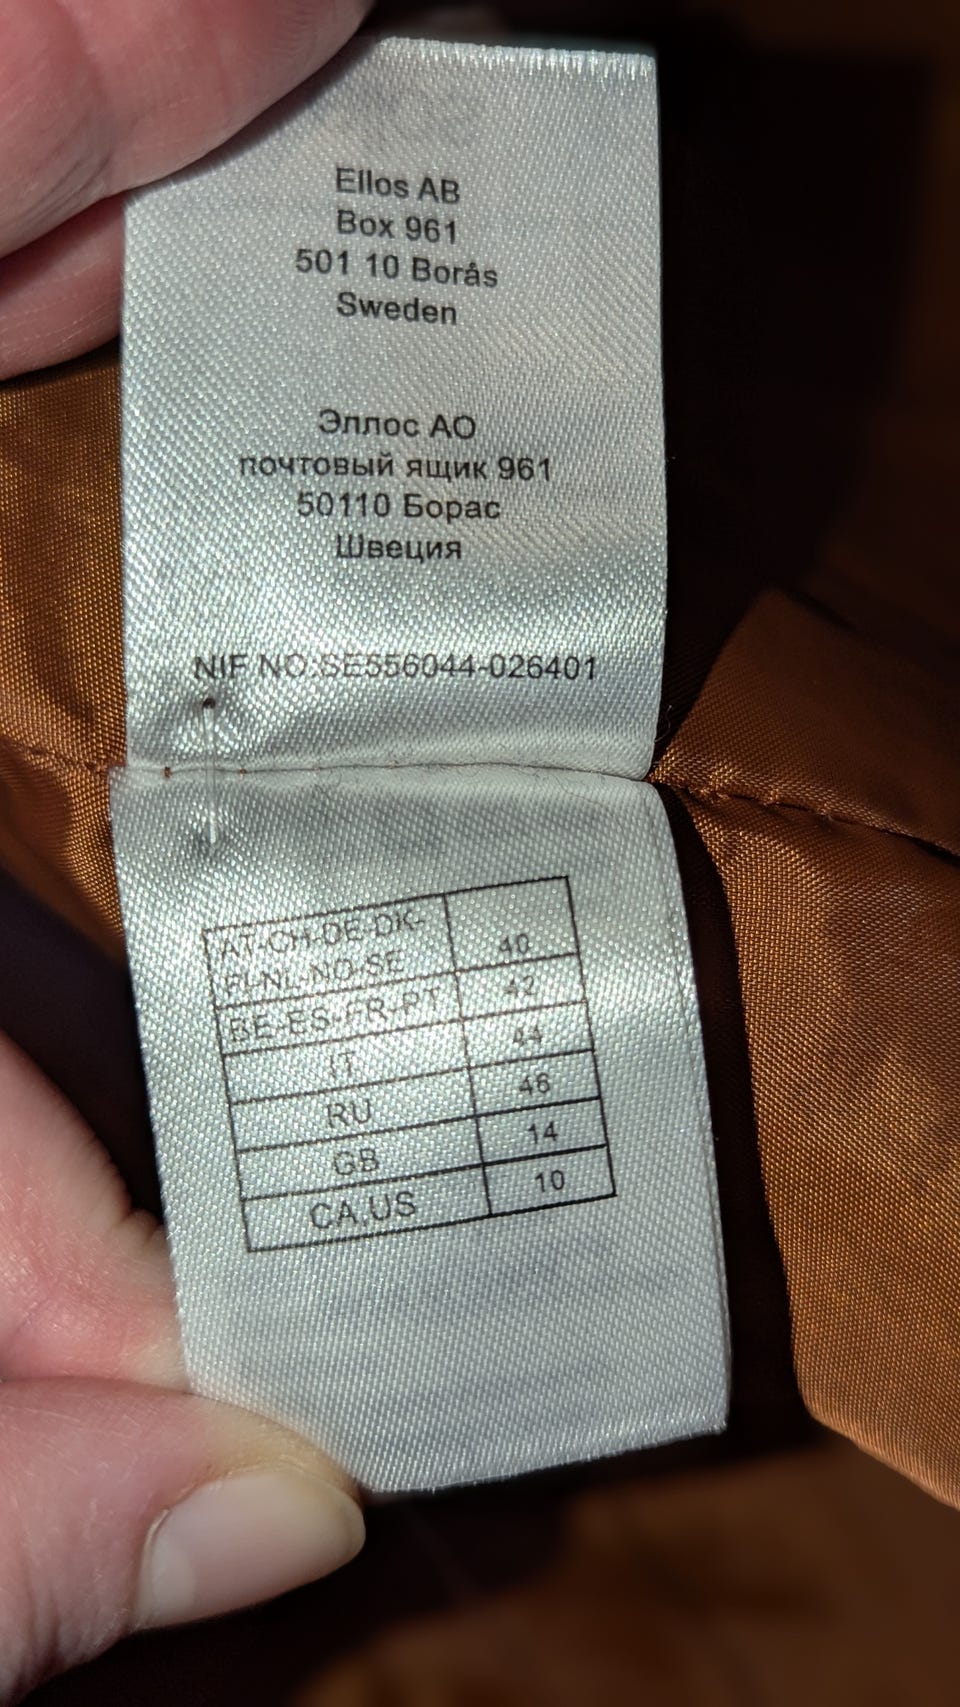 Ellos AB
Box 961
501 10 Borås
Sweden
Эллос АО
почтовый ящик 961
50110 Борас
Швеция
NIF NO.SE556044-026401
AT-CH-DE-DK- 40
FI-NL-NO-SE
BE-ES-FR-PT 42
IT 44
RU 46
GB 14
CA,US 10